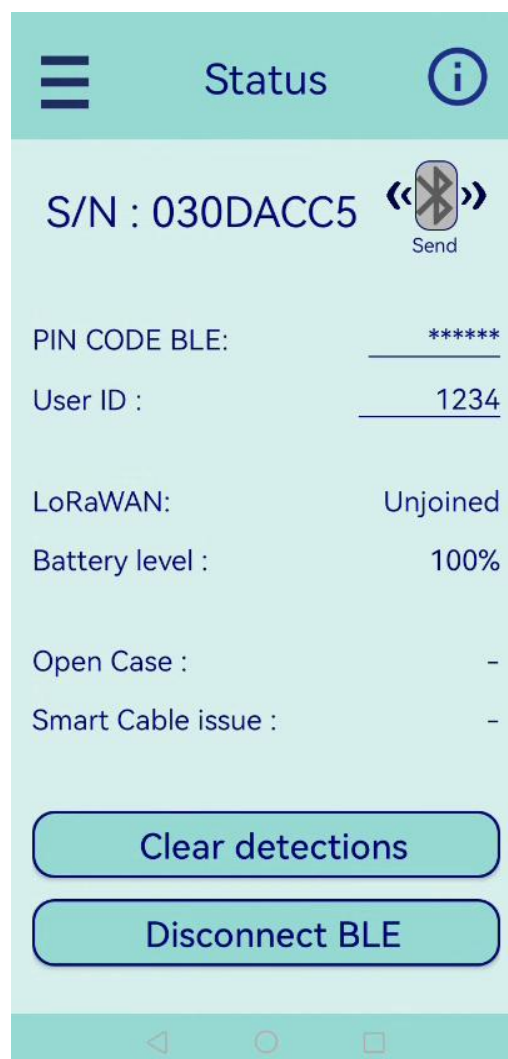 Status
S/N : 030DACC5
Send
PIN CODE BLE: ******
User ID : 1234
LoRaWAN: Unjoined
Battery level : 100%
Open Case : -
Smart Cable issue : -
Clear detections
Disconnect BLE